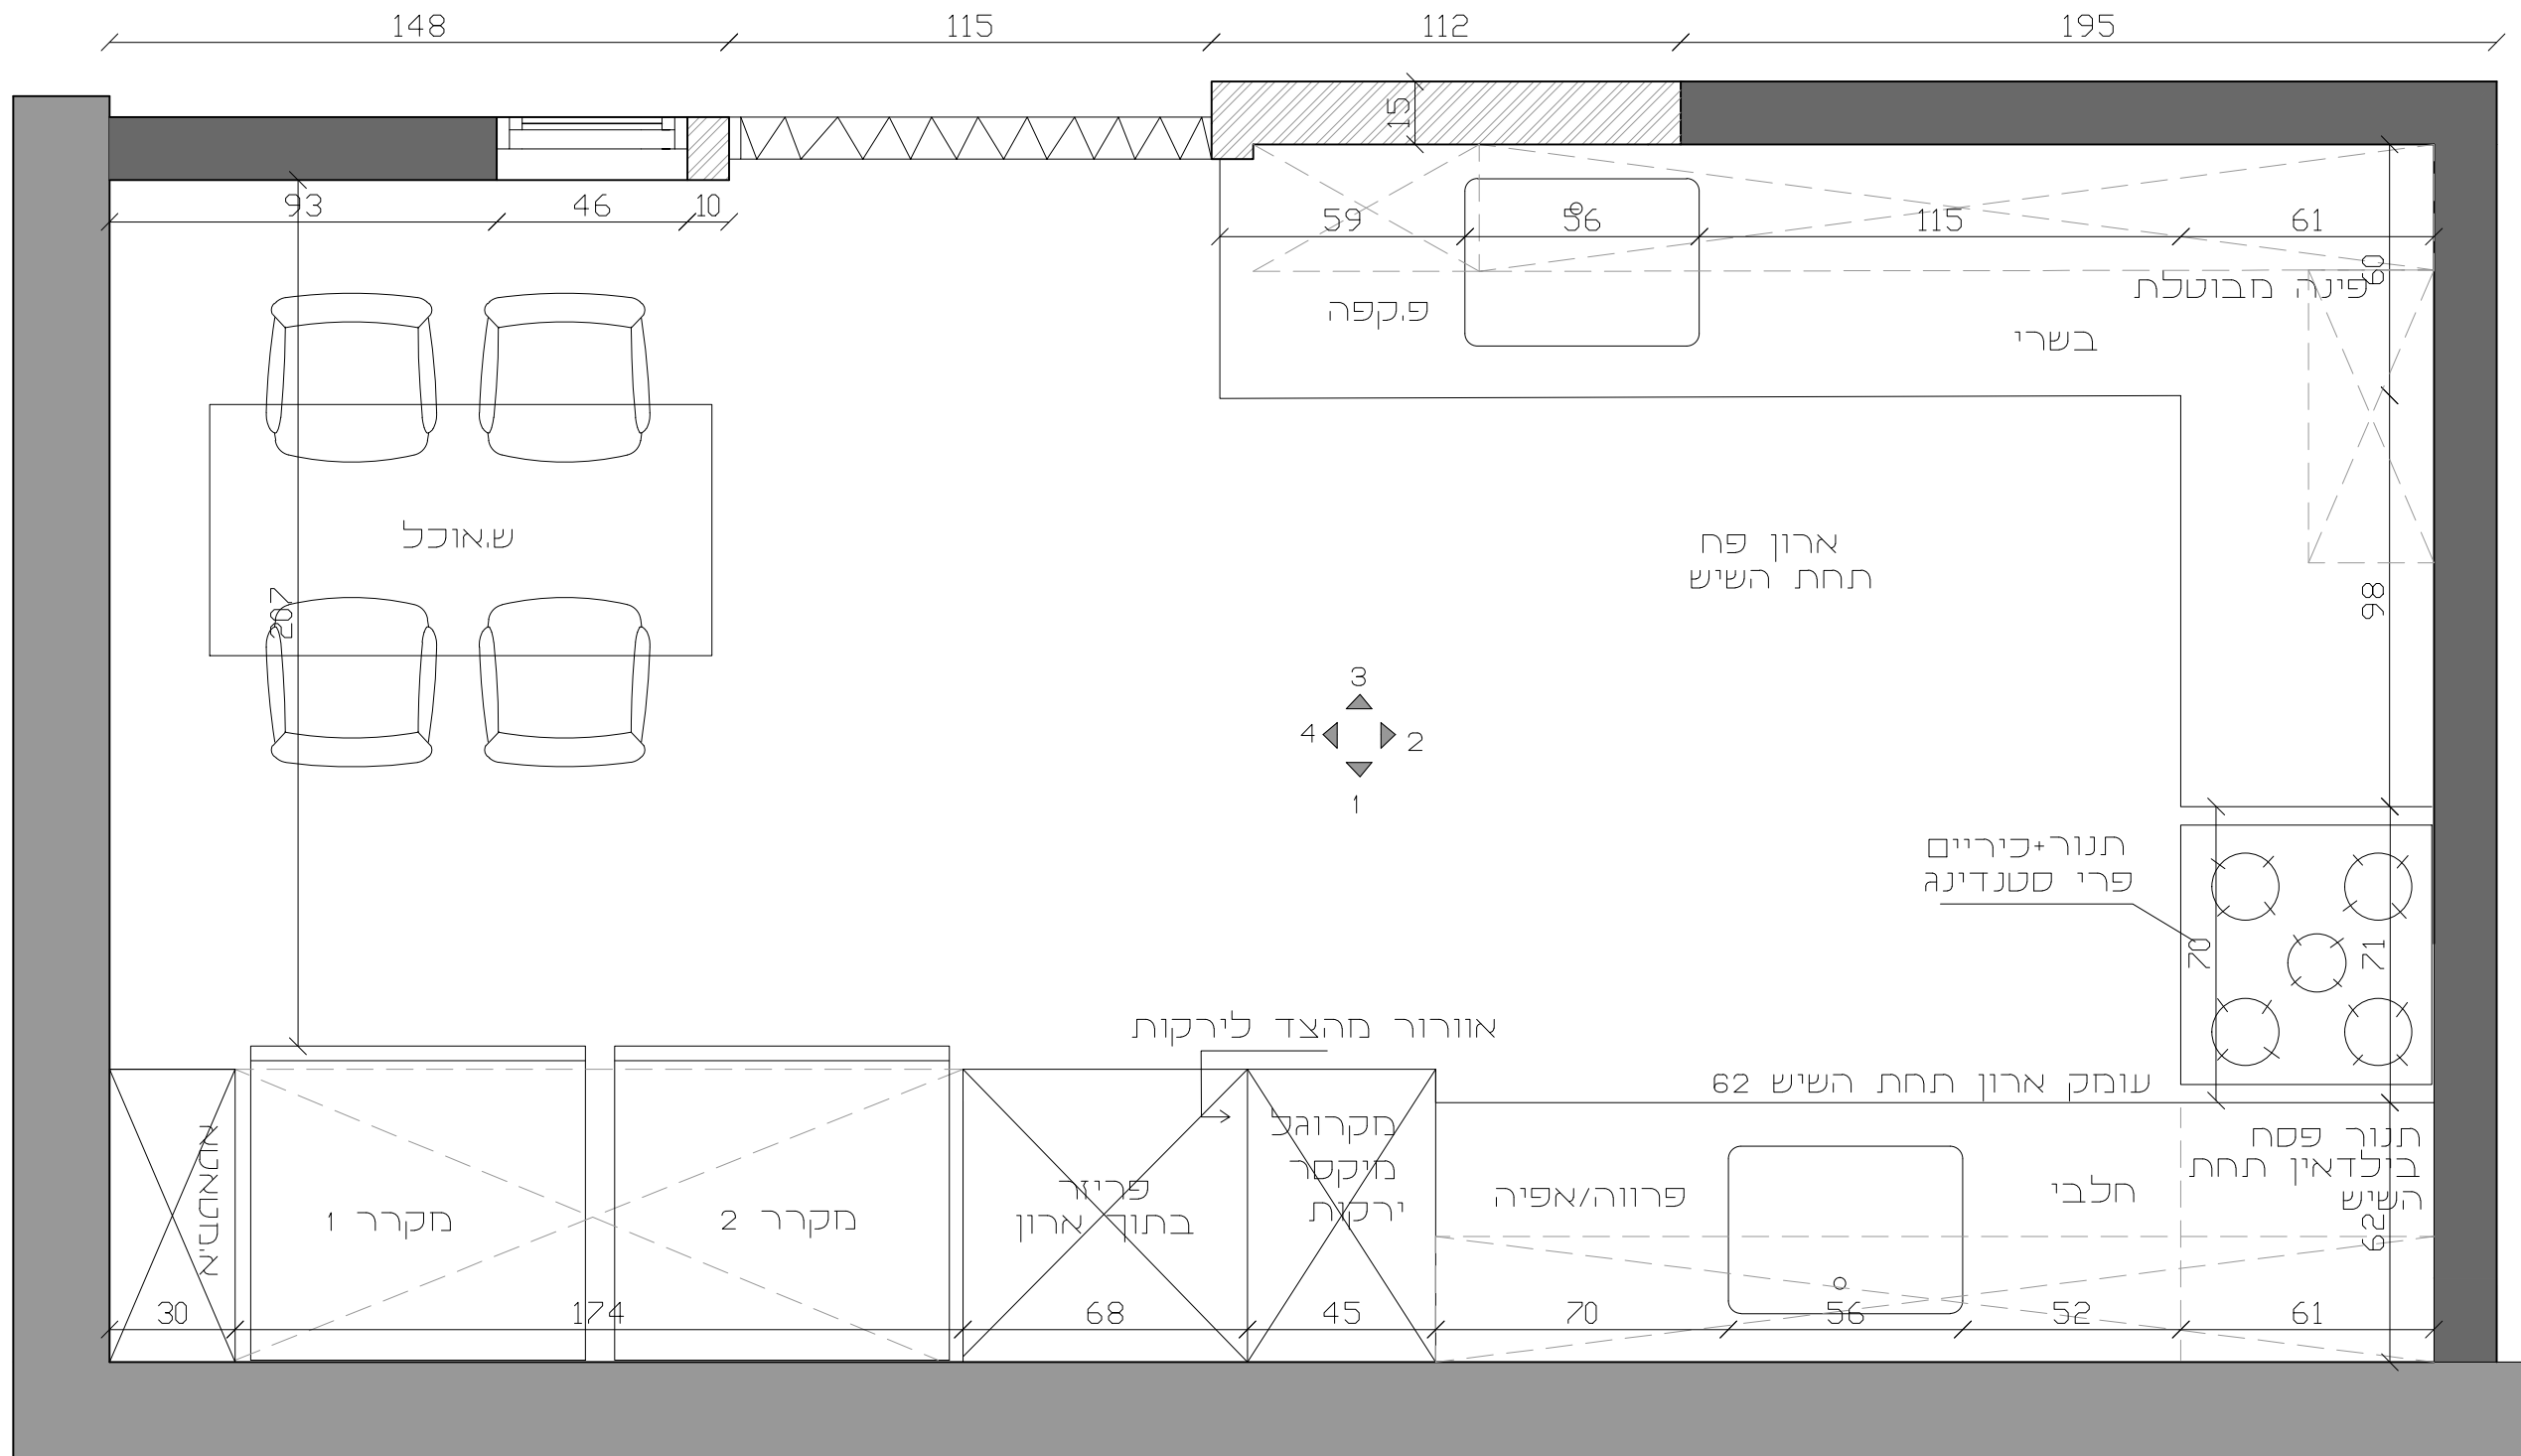 148
115
112
195
15
93
46
10
59
56
115
61
פ.קפה
פינה מבוטלת
60
בשרי
ש.אוכל
207
ארון פח
תחת השיש
98
3
4
2
1
תנור+כיריים
פרי סטנדינג
70
71
אוורור מהצד לירקות
עומק ארון תחת השיש 62
מקרוגל
מיקסר
ירקות
תנור פסח
בילדאין תחת
השיש
62
חלבי
פרווה/אפיה
פריזר
בתוך ארון
מקרר 2
מקרר 1
30
174
68
45
70
56
52
61